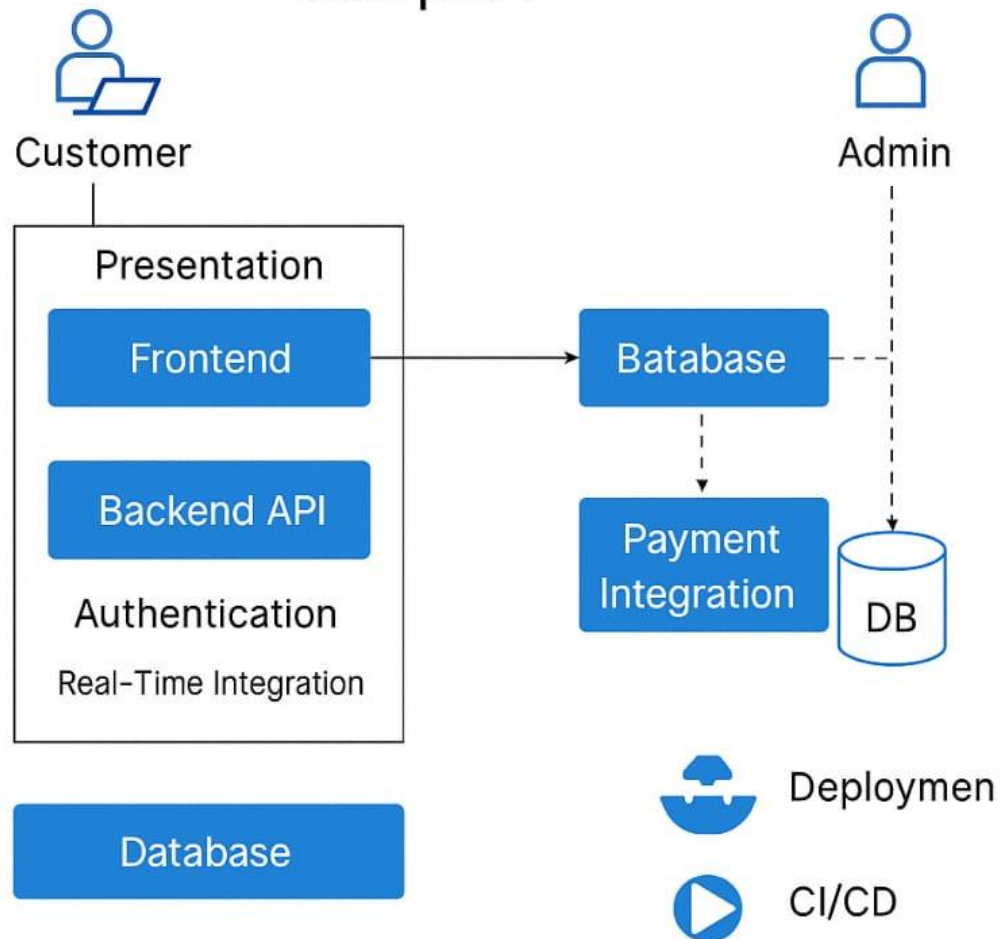 Customer
Admin
Presentation
Frontend
Batabase
Backend API
Payment
Integration
Authentication
DB
Real-Time Integration
Deploymen
Database
CI/CD